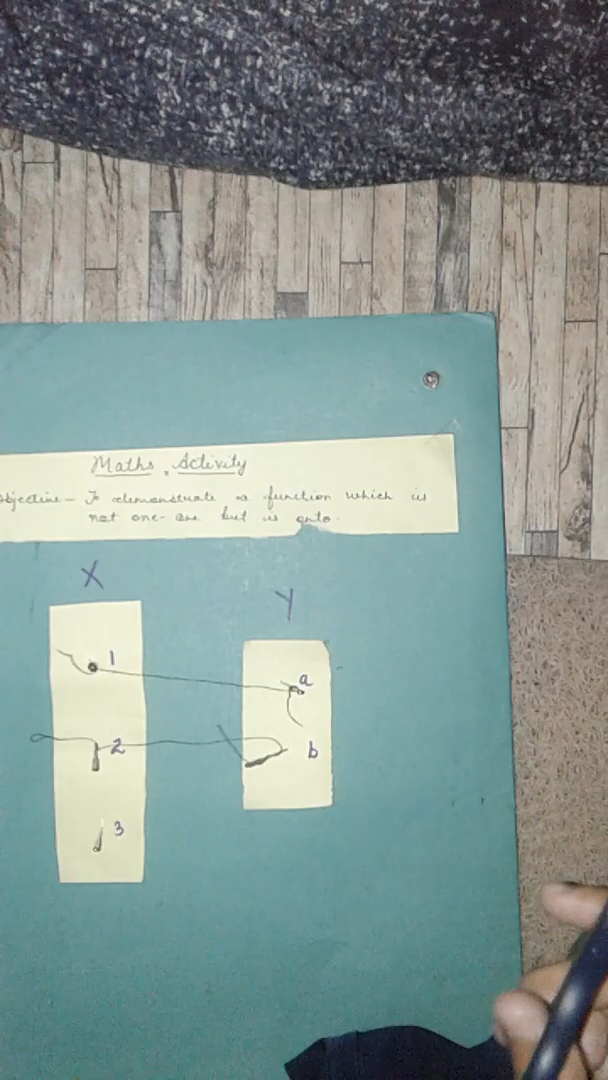 Maths Activity
Objective - To demonstrate a function which is
not one-one but is onto.
X
Y
1
a
2
b
3